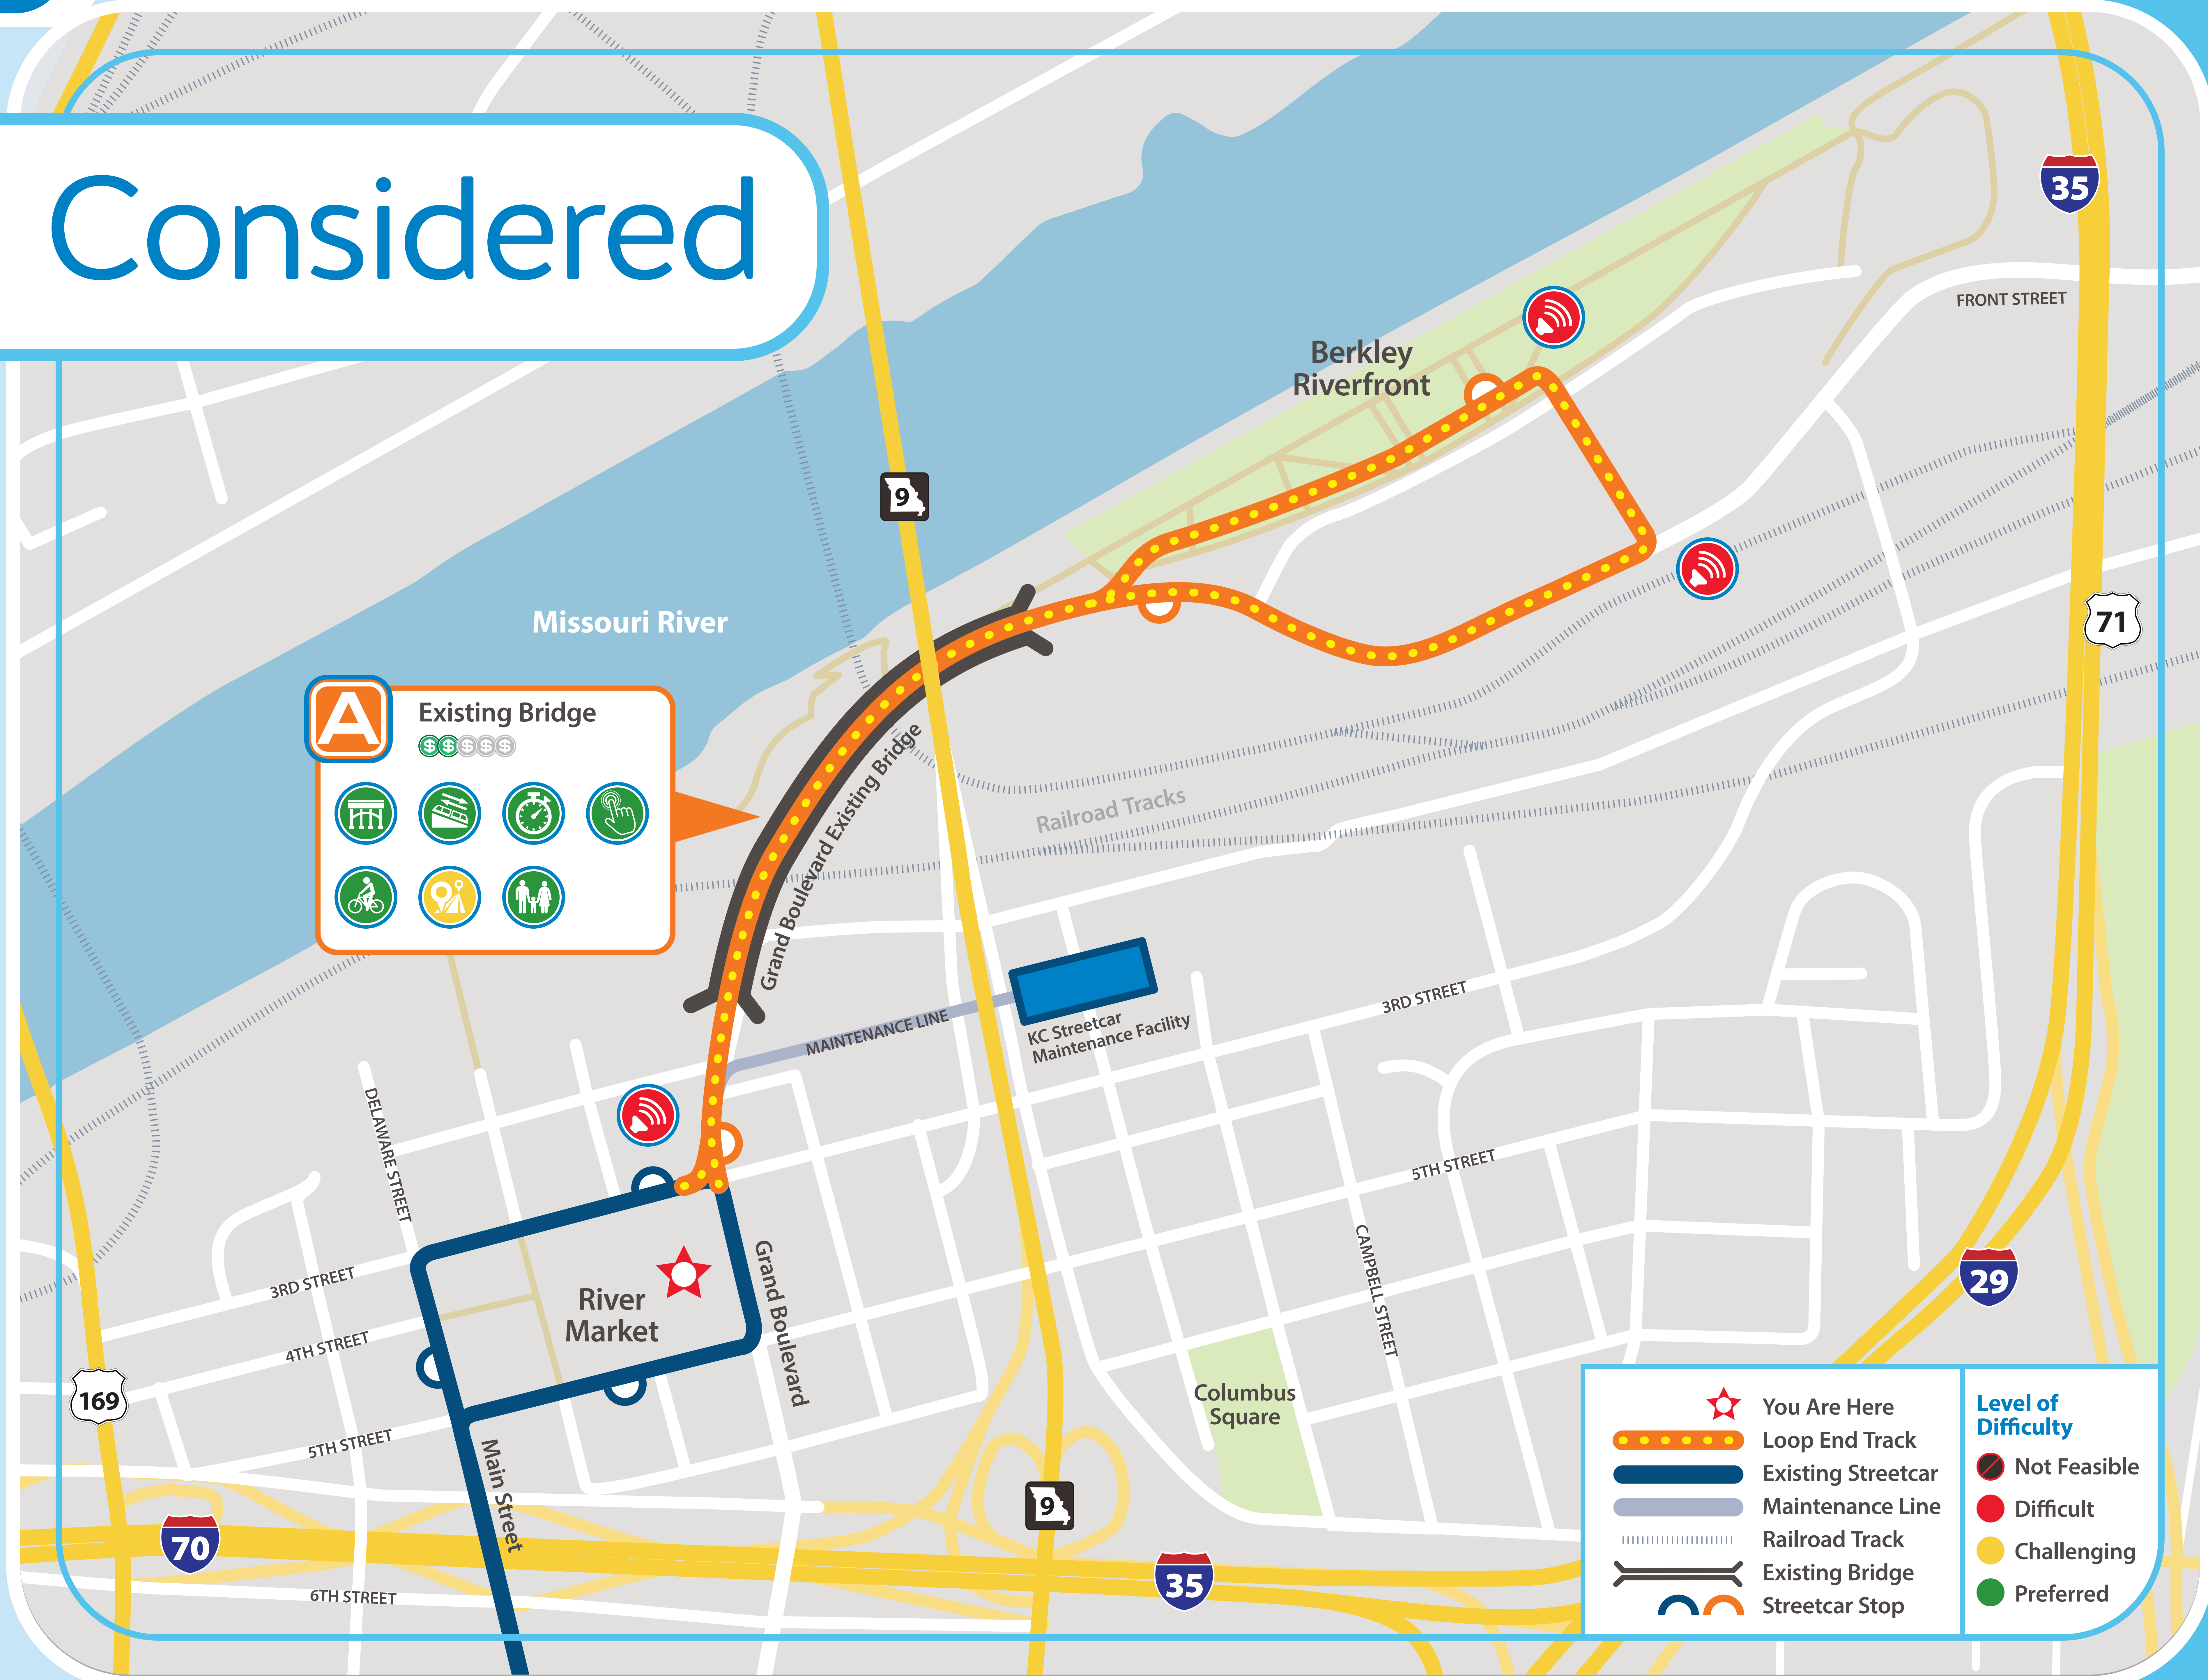 Considered
35
FRONT STREET
Berkley
Riverfront
9
Missouri River
71
A
Existing Bridge
$ $ $ $ $
Grand Boulevard Existing Bridge
Railroad Tracks
MAINTENANCE LINE
KC Streetcar
Maintenance Facility
3RD STREET
DELAWARE STREET
5TH STREET
CAMPBELL STREET
Grand Boulevard
River
Market
3RD STREET
4TH STREET
5TH STREET
Main Street
169
29
Columbus
Square
9
70
35
6TH STREET
You Are Here
Loop End Track
Existing Streetcar
Maintenance Line
Railroad Track
Existing Bridge
Streetcar Stop
Level of
Difficulty
Not Feasible
Difficult
Challenging
Preferred